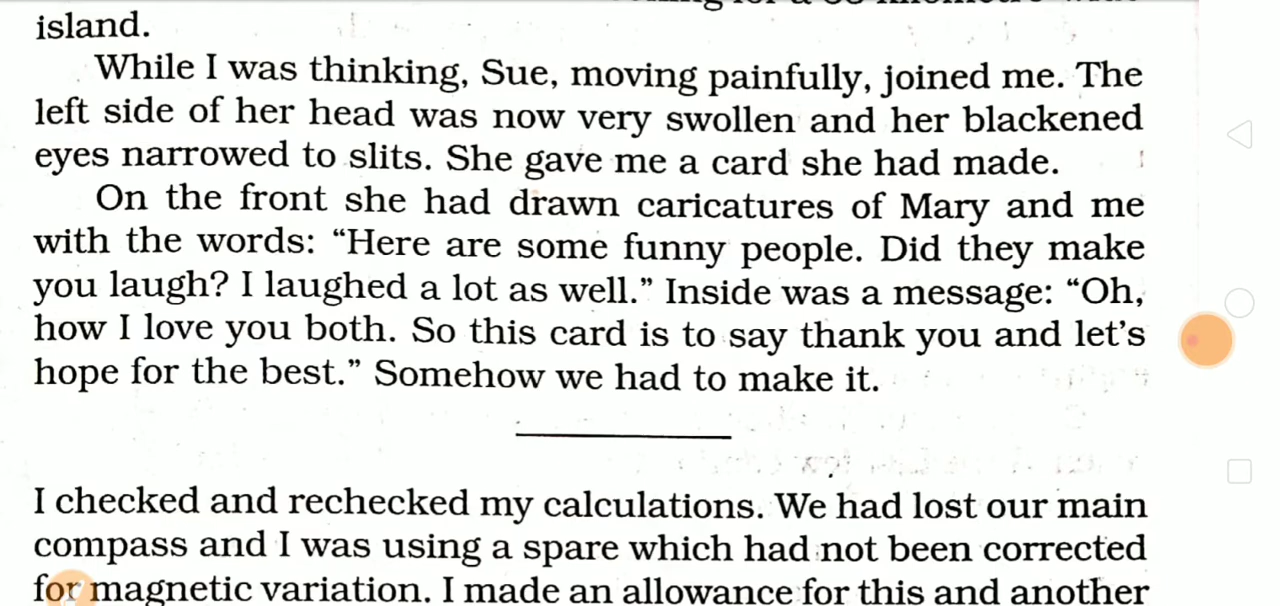 island.
While I was thinking, Sue, moving painfully, joined me. The
left side of her head was now very swollen and her blackened
eyes narrowed to slits. She gave me a card she had made.
On the front she had drawn caricatures of Mary and me
with the words: “Here are some funny people. Did they make
you laugh? I laughed a lot as well.” Inside was a message: “Oh,
how I love you both. So this card is to say thank you and let’s
hope for the best.” Somehow we had to make it.
I checked and rechecked my calculations. We had lost our main
compass and I was using a spare which had not been corrected
for magnetic variation. I made an allowance for this and another